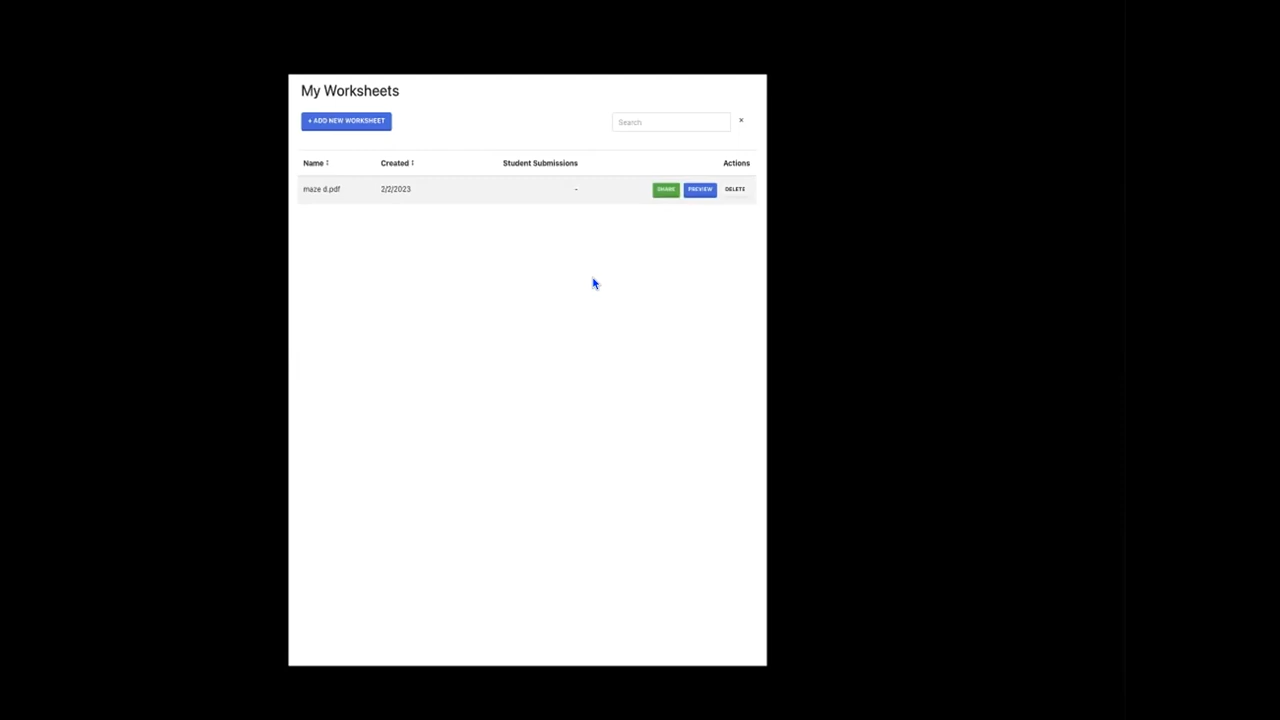 My Worksheets
+ ADD NEW WORKSHEET
Search
×
Name Created Student Submissions Actions
maze d.pdf 2/2/2023 - SHARE PREVIEW DELETE